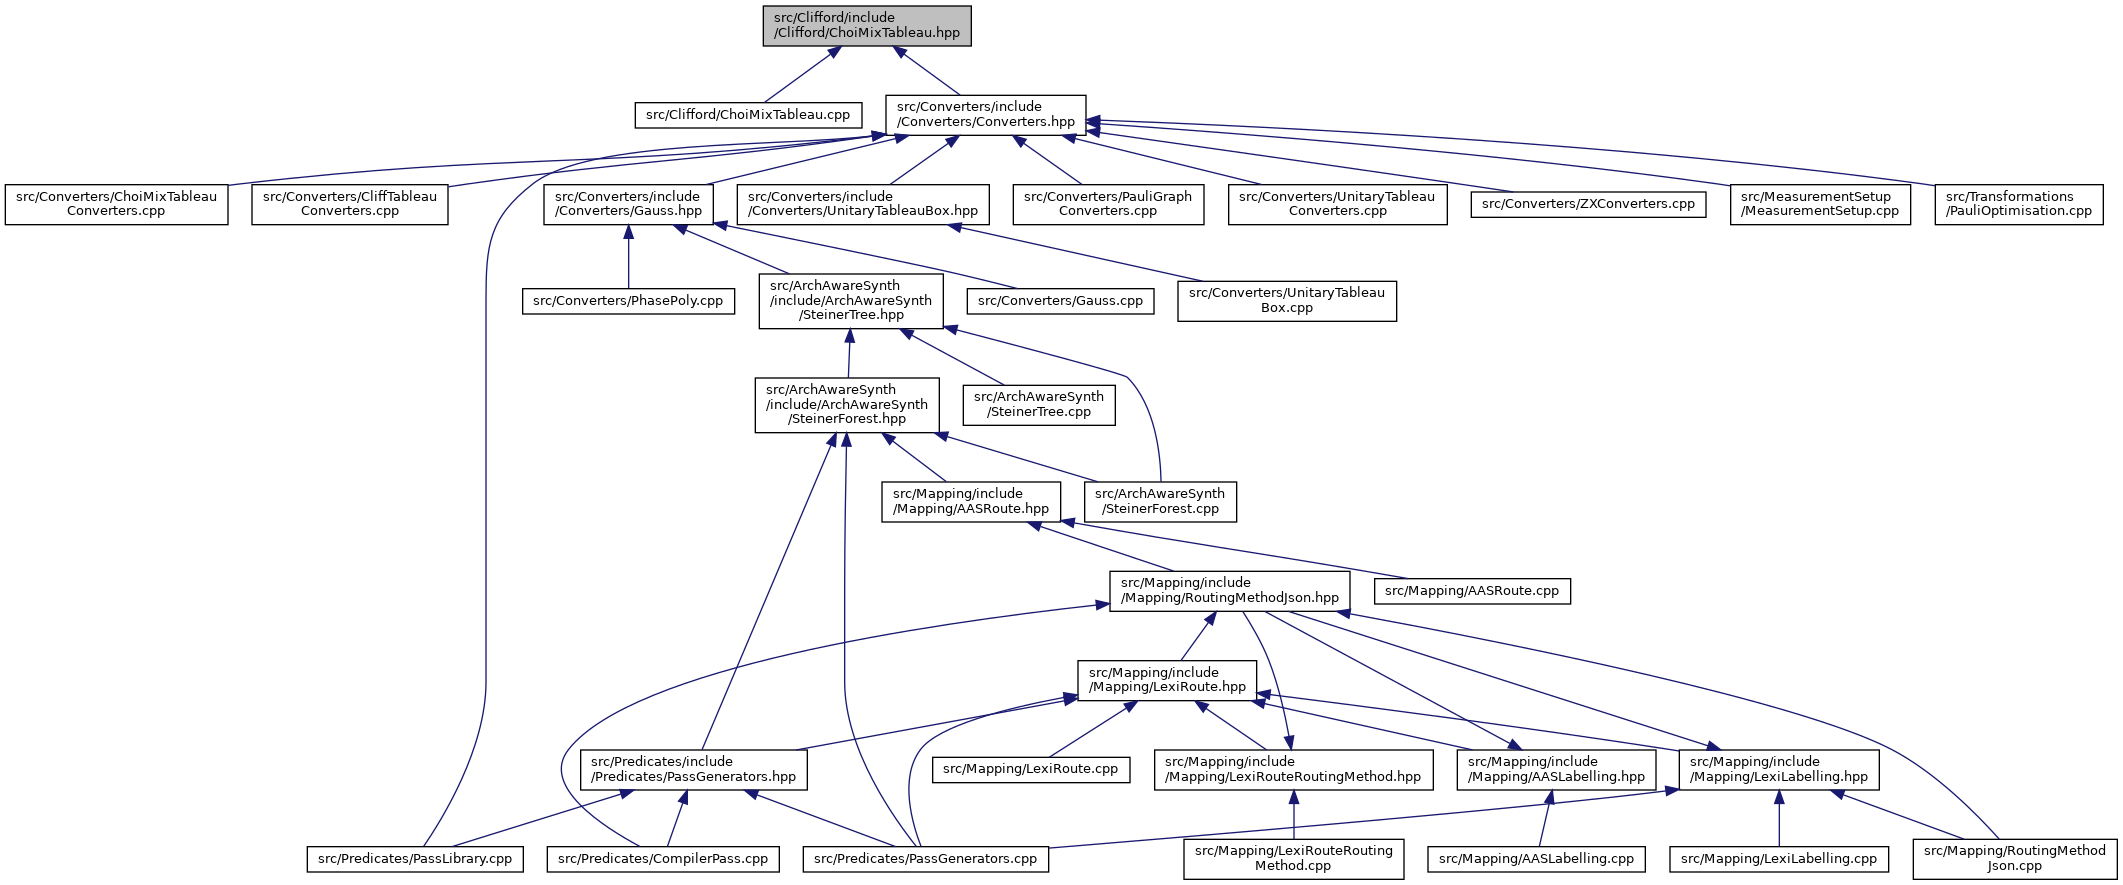 src/Clifford/include
/Clifford/ChoiMixTableau.hpp
src/Clifford/ChoiMixTableau.cpp
src/Converters/include
/Converters/Converters.hpp
src/Converters/ChoiMixTableau
Converters.cpp
src/Converters/CliffTableau
Converters.cpp
src/Converters/include
/Converters/Gauss.hpp
src/Converters/include
/Converters/UnitaryTableauBox.hpp
src/Converters/PauliGraph
Converters.cpp
src/Converters/UnitaryTableau
Converters.cpp
src/Converters/ZXConverters.cpp
src/MeasurementSetup
/MeasurementSetup.cpp
src/Transformations
/PauliOptimisation.cpp
src/Converters/PhasePoly.cpp
src/ArchAwareSynth
/include/ArchAwareSynth
/SteinerTree.hpp
src/Converters/Gauss.cpp
src/Converters/UnitaryTableau
Box.cpp
src/ArchAwareSynth
/include/ArchAwareSynth
/SteinerForest.hpp
src/ArchAwareSynth
/SteinerTree.cpp
src/Mapping/include
/Mapping/AASRoute.hpp
src/ArchAwareSynth
/SteinerForest.cpp
src/Mapping/include
/Mapping/RoutingMethodJson.hpp
src/Mapping/AASRoute.cpp
src/Mapping/include
/Mapping/LexiRoute.hpp
src/Predicates/include
/Predicates/PassGenerators.hpp
src/Mapping/LexiRoute.cpp
src/Mapping/include
/Mapping/LexiRouteRoutingMethod.hpp
src/Mapping/include
/Mapping/AASLabelling.hpp
src/Mapping/include
/Mapping/LexiLabelling.hpp
src/Predicates/PassLibrary.cpp
src/Predicates/CompilerPass.cpp
src/Predicates/PassGenerators.cpp
src/Mapping/LexiRouteRouting
Method.cpp
src/Mapping/AASLabelling.cpp
src/Mapping/LexiLabelling.cpp
src/Mapping/RoutingMethod
Json.cpp